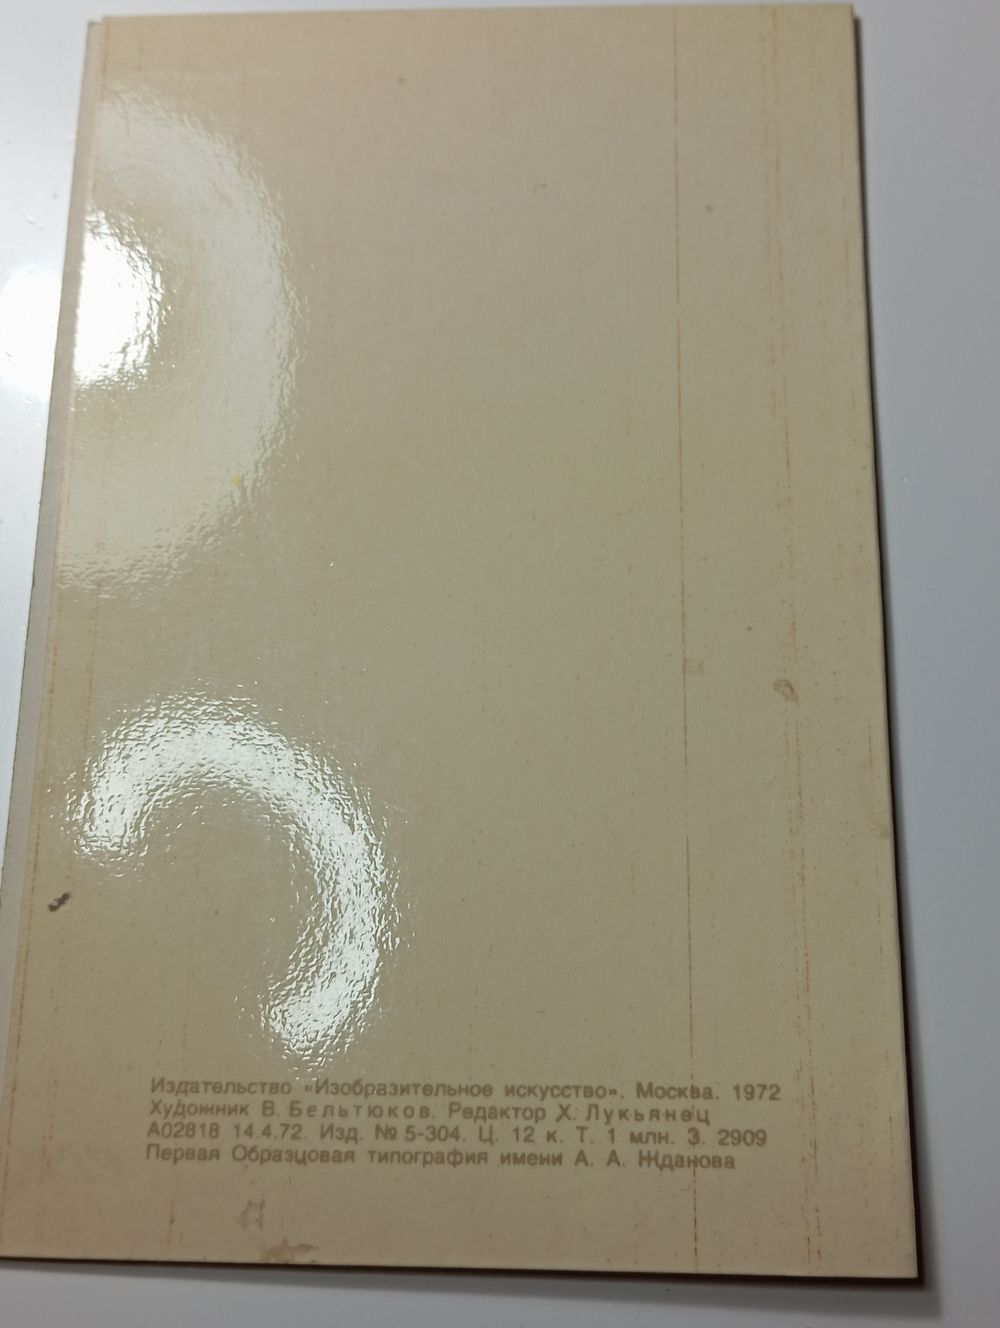 Издательство «Изобразительное искусство». Москва. 1972
Художник В. Бельтюков. Редактор Х. Лукьянец
А02818 14.4.72. Изд. № 5-304. Ц. 12 к. Т. 1 млн. З. 2909
Первая Образцовая типография имени А. А. Жданова